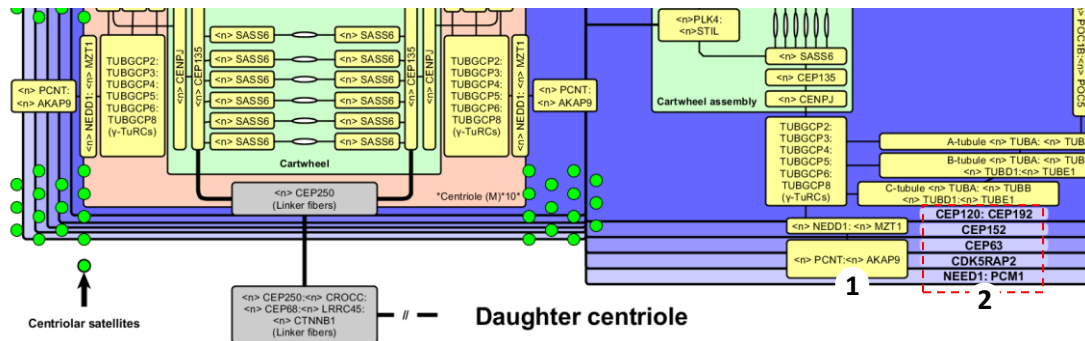 <n> PCNT:
<n> AKAP9
<n> NEDD1: <n> MZT1
TUBGCP2:
TUBGCP3:
TUBGCP4:
TUBGCP5:
TUBGCP6:
TUBGCP8
(γ-TuRCs)
<n> CENPJ
<n> CEP135
<n> SASS6
<n> SASS6
<n> SASS6
<n> SASS6
<n> SASS6
<n> SASS6
<n> SASS6
<n> SASS6
<n> SASS6
<n> SASS6
<n> SASS6
<n> SASS6
Cartwheel
<n> CEP135
<n> CENPJ
TUBGCP2:
TUBGCP3:
TUBGCP4:
TUBGCP5:
TUBGCP6:
TUBGCP8
(γ-TuRCs)
<n> NEDD1: <n> MZT1
<n> PCNT:
<n> AKAP9
<n> CEP250
(Linker fibers)
*Centriole (M)*10*
<n> CEP250:<n> CROCC:
<n> CEP68:<n> LRRC45:
<n> CTNNB1
(Linker fibers)
Centriolar satellites
//
Daughter centriole
<n>PLK4:
<n>STIL
<n> SASS6
<n> CEP135
<n> CENPJ
Cartwheel assembly
TUBGCP2:
TUBGCP3:
TUBGCP4:
TUBGCP5:
TUBGCP6:
TUBGCP8
(γ-TuRCs)
<n> POC1B:<n> POC5
A-tubule <n> TUBA: <n> TUB
B-tubule <n> TUBA: <n> TUB
<n> TUBD1:<n> TUBE1
C-tubule <n> TUBA: <n> TUBB
<n> TUBD1:<n> TUBE1
<n> NEDD1: <n> MZT1
<n> PCNT:<n> AKAP9
CEP120: CEP192
CEP152
CEP63
CDK5RAP2
NEED1: PCM1
1
2